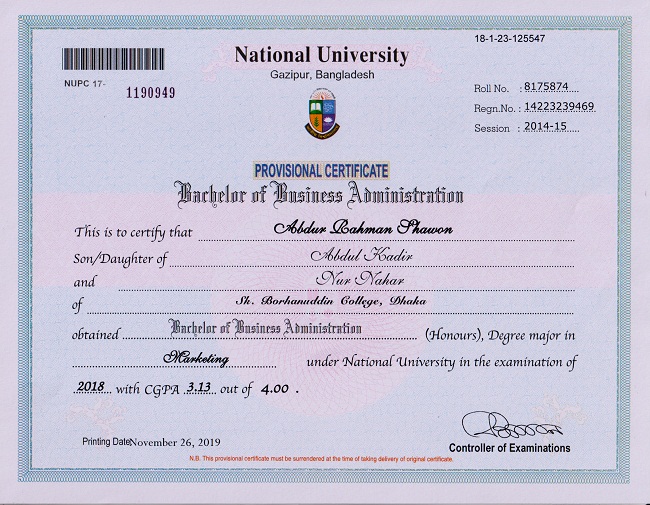 18-1-23-125547
National University
Gazipur, Bangladesh
NUPC 17- 1190949
Roll No. : 8175874
Regn.No. : 14223239469
Session : 2014-15
PROVISIONAL CERTIFICATE
Bachelor of Business Administration
This is to certify that Abdur Rahman Shawon
Son/Daughter of Abdul Kadir
and Nur Nahar
of Sk. Borhanuddin College, Dhaka
obtained Bachelor of Business Administration (Honours), Degree major in
Marketing under National University in the examination of
2018 with CGPA 3.13 out of 4.00 .
Printing Date November 26, 2019
Controller of Examinations
N.B. This provisional certificate must be surrendered at the time of taking delivery of original certificate.